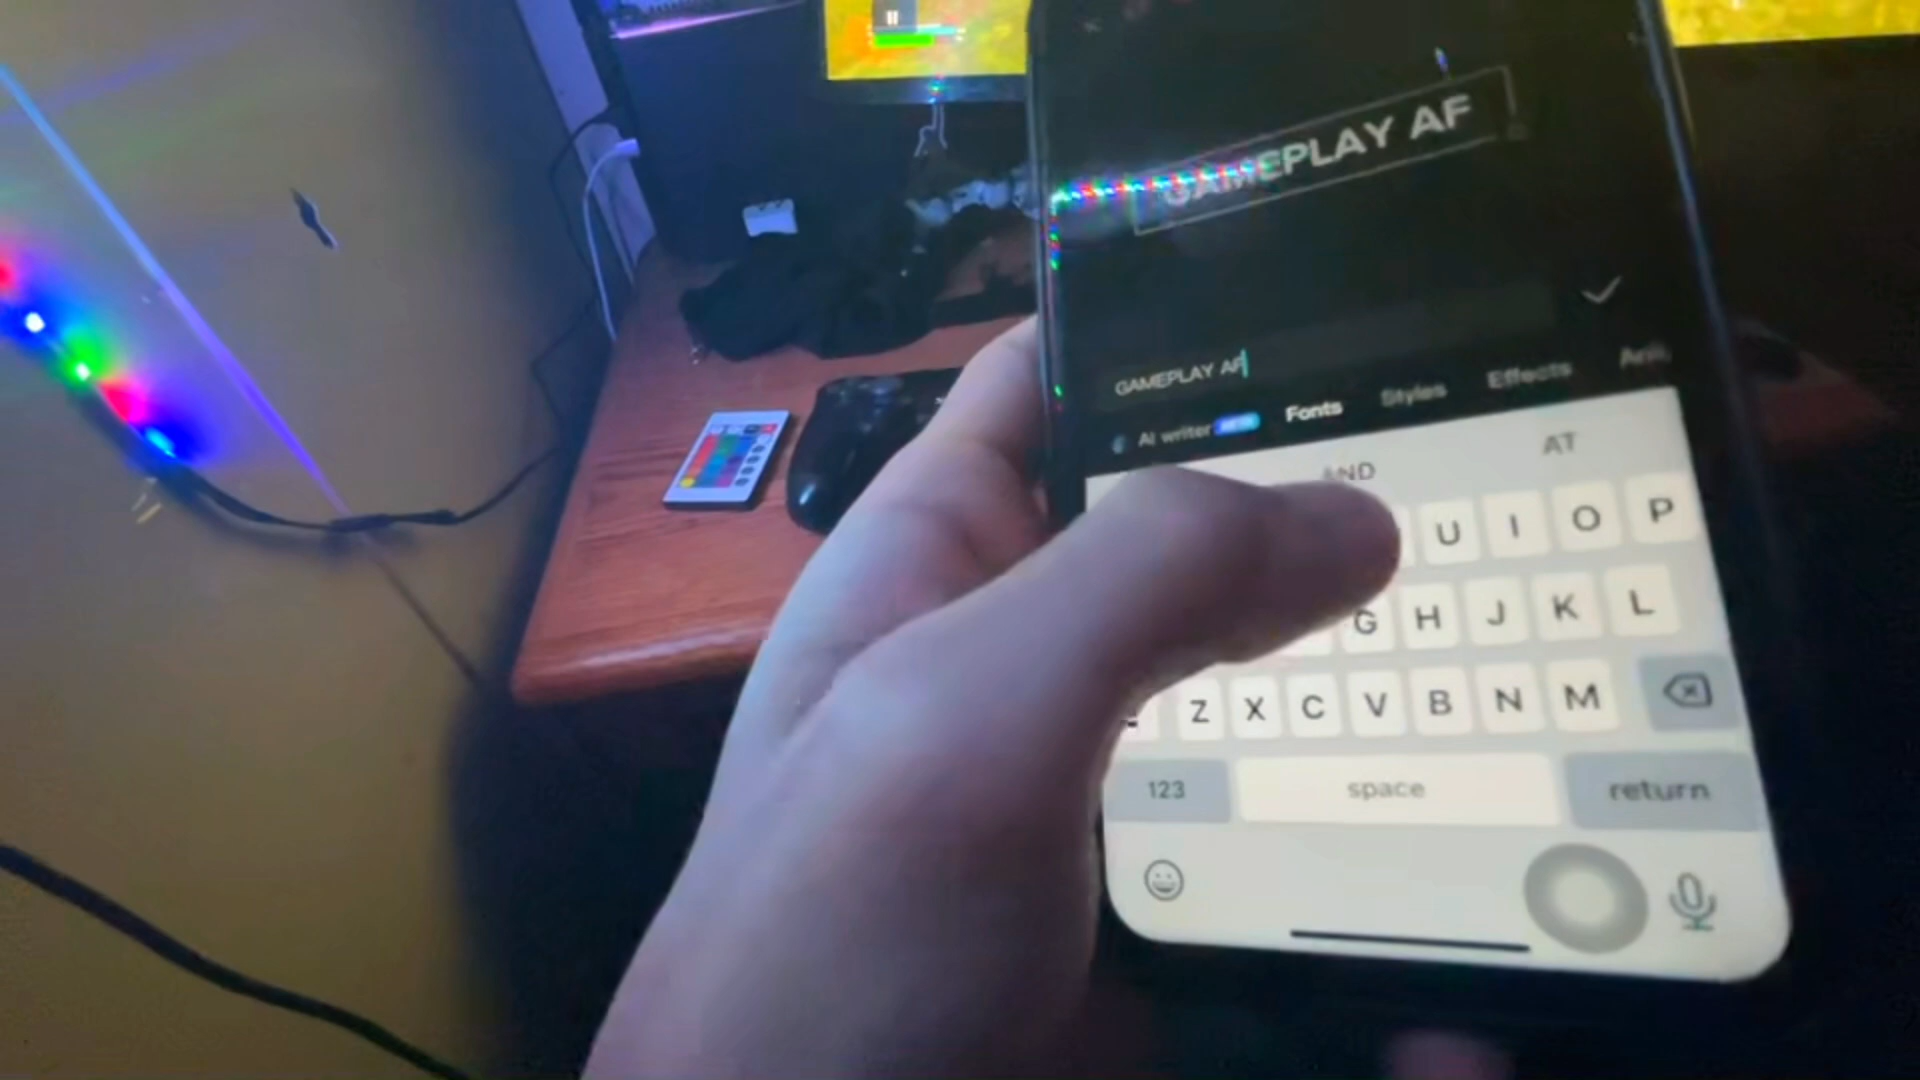 GAMEPLAY AF
GAMEPLAY AF
AI writer Fonts Styles Effects
AND AT
U I O P
G H J K L
Z X C V B N M
123 space return